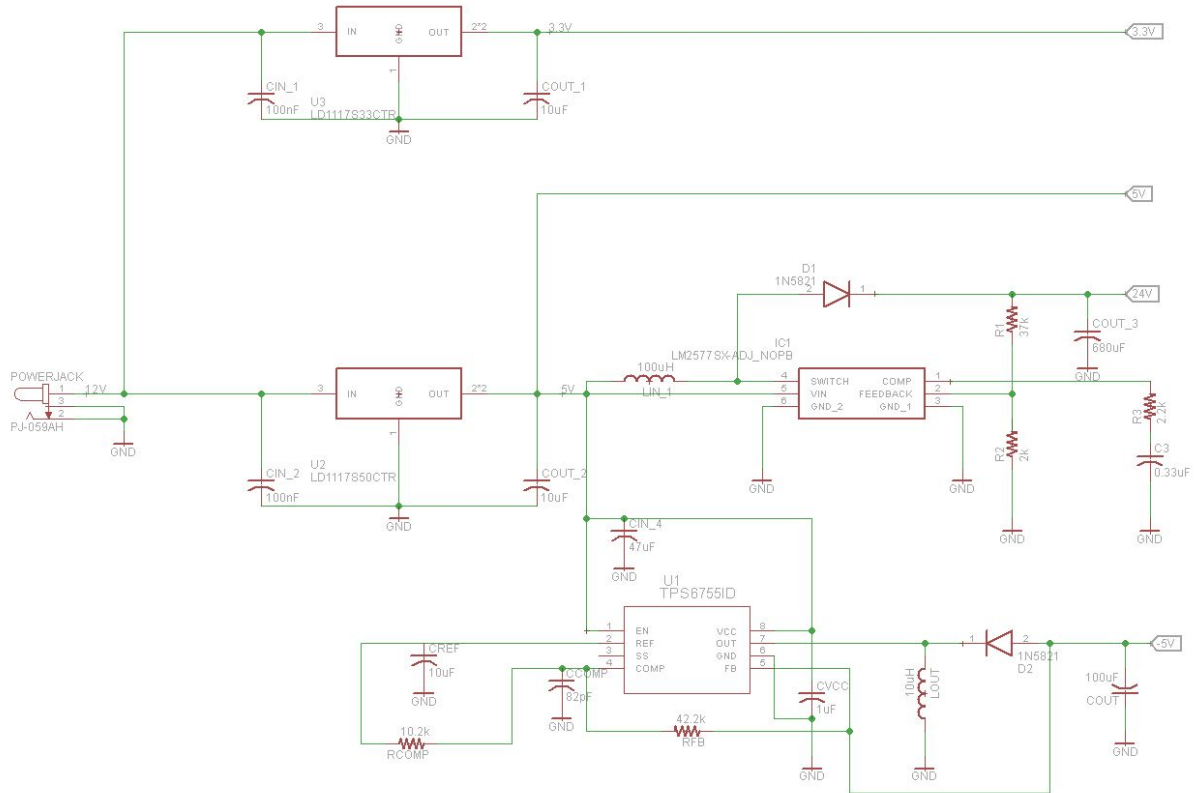 3 IN GND OUT 2*2 3.3V 3.3V
1
CIN_1
100nF
U3
LD1117S33CTR
COUT_1
10uF
GND
5V
D1
1N5821
2 1
24V
R1
37k
COUT_3
680uF
GND
POWERJACK
1 12V
3
2
PJ-059AH
GND
3 IN GND OUT 2*2 5V
1
CIN_2
100nF
U2
LD1117S50CTR
COUT_2
10uF
GND
100uH
LIN_1
IC1
LM2577SX-ADJ_NOPB
4 SWITCH COMP 1
5 VIN FEEDBACK 2
6 GND_2 GND_1 3
GND
GND
R2
2k
GND
R3
2.2k
C3
0.33uF
GND
CIN_4
47uF
GND
U1
TPS6755ID
1 EN VCC 8
2 REF OUT 7
3 SS GND 6
4 COMP FB 5
CREF
10uF
GND
CCOMP
82pF
GND
10.2k
RCOMP
42.2k
RFB
CVCC
1uF
GND
10uH
LOUT
GND
1 2
1N5821
D2
-5V
100uF
COUT
GND